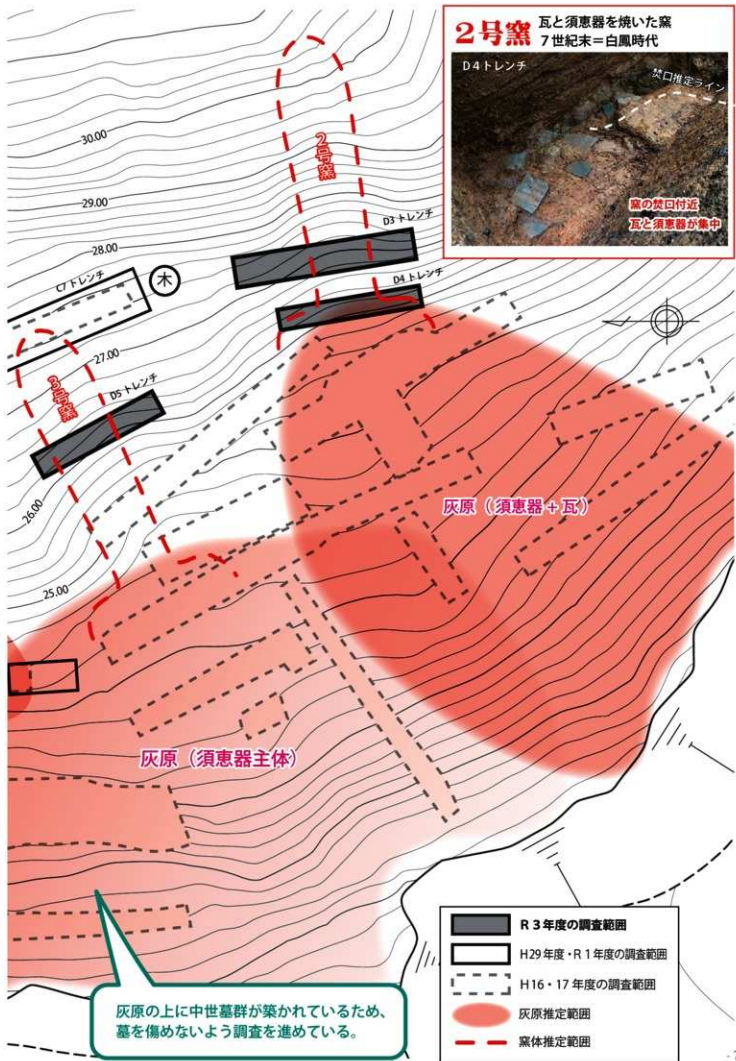 2号窯 瓦と須恵器を焼いた窯
7世紀末＝白鳳時代
D4トレンチ
焚口推定ライン
窯の焚口付近
瓦と須恵器が集中
30.00
29.00
28.00
27.00
26.00
25.00
2号窯
D3トレンチ
D4トレンチ
C7トレンチ
木
3号窯
D5トレンチ
灰原（須恵器+瓦）
灰原（須恵器主体）
灰原の上に中世墓群が築かれているため、
墓を傷めないよう調査を進めている。
R3年度の調査範囲
H29年度・R1年度の調査範囲
H16・17年度の調査範囲
灰原推定範囲
窯体推定範囲